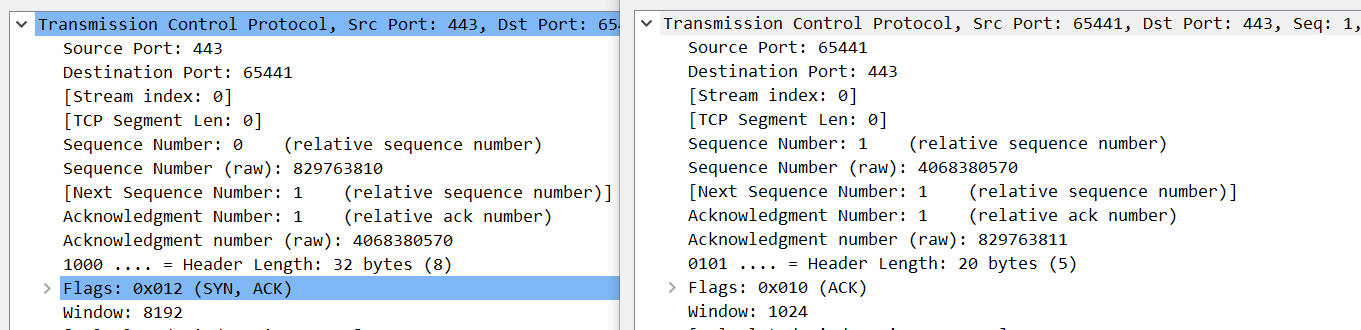 Transmission Control Protocol, Src Port: 443, Dst Port: 65
Source Port: 443
Destination Port: 65441
[Stream index: 0]
[TCP Segment Len: 0]
Sequence Number: 0    (relative sequence number)
Sequence Number (raw): 829763810
[Next Sequence Number: 1    (relative sequence number)]
Acknowledgment Number: 1    (relative ack number)
Acknowledgment number (raw): 4068380570
1000 .... = Header Length: 32 bytes (8)
Flags: 0x012 (SYN, ACK)
Window: 8192
Transmission Control Protocol, Src Port: 65441, Dst Port: 443, Seq: 1,
Source Port: 65441
Destination Port: 443
[Stream index: 0]
[TCP Segment Len: 0]
Sequence Number: 1    (relative sequence number)
Sequence Number (raw): 4068380570
[Next Sequence Number: 1    (relative sequence number)]
Acknowledgment Number: 1    (relative ack number)
Acknowledgment number (raw): 829763811
0101 .... = Header Length: 20 bytes (5)
Flags: 0x010 (ACK)
Window: 1024